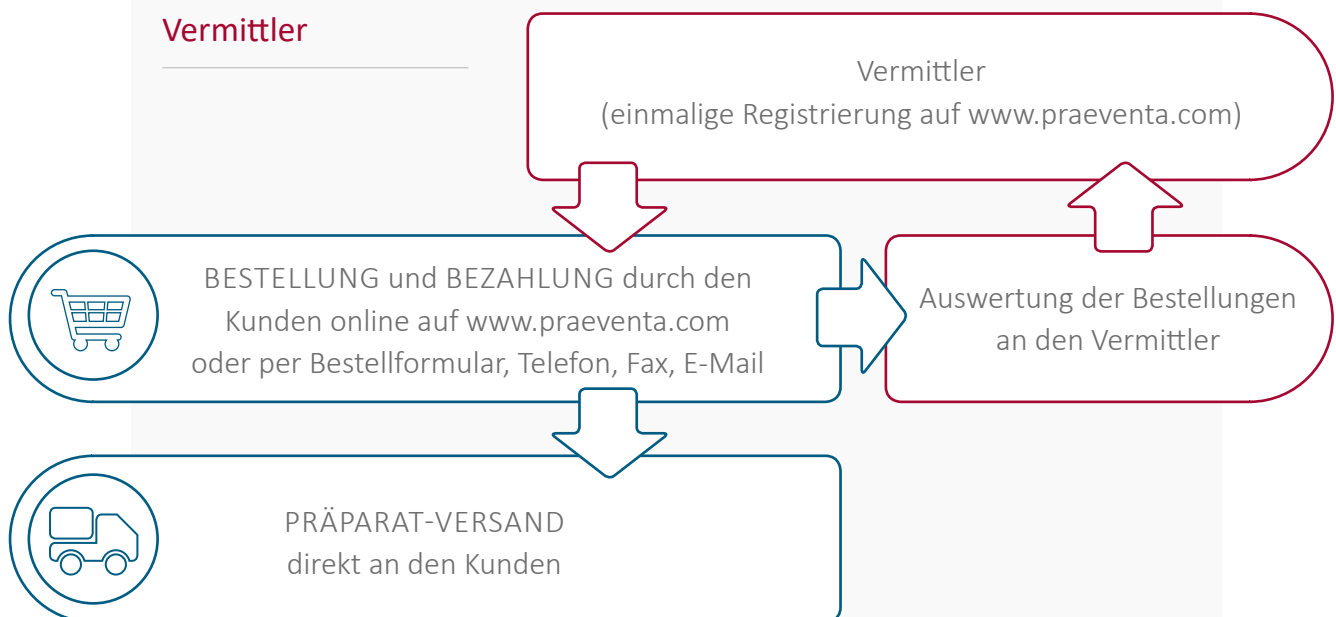 Vermittler
Vermittler
(einmalige Registrierung auf www.praeventa.com)
BESTELLUNG und BEZAHLUNG durch den
Kunden online auf www.praeventa.com
oder per Bestellformular, Telefon, Fax, E-Mail
Auswertung der Bestellungen
an den Vermittler
PRÄPARAT-VERSAND
direkt an den Kunden